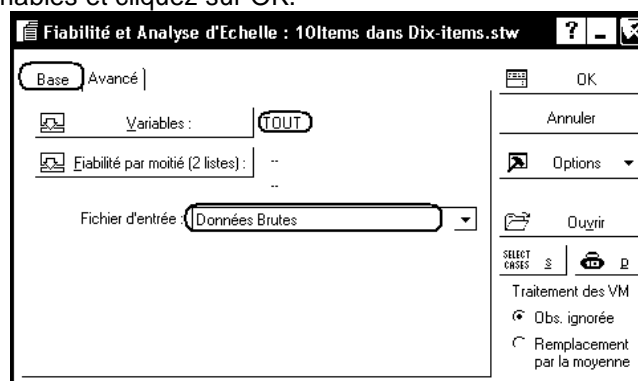 nables et cliquez sur OK.
Fiabilité et Analyse d'Echelle : 10Items dans Dix-items.stw
Base Avancé
Variables : TOUT
Fiabilité par moitié (2 listes) : --
--
Fichier d'entrée : Données Brutes
OK
Annuler
Options
Ouvrir
SELECT CASES S D
Traitement des VM
Obs. ignorée
Remplacement
par la moyenne